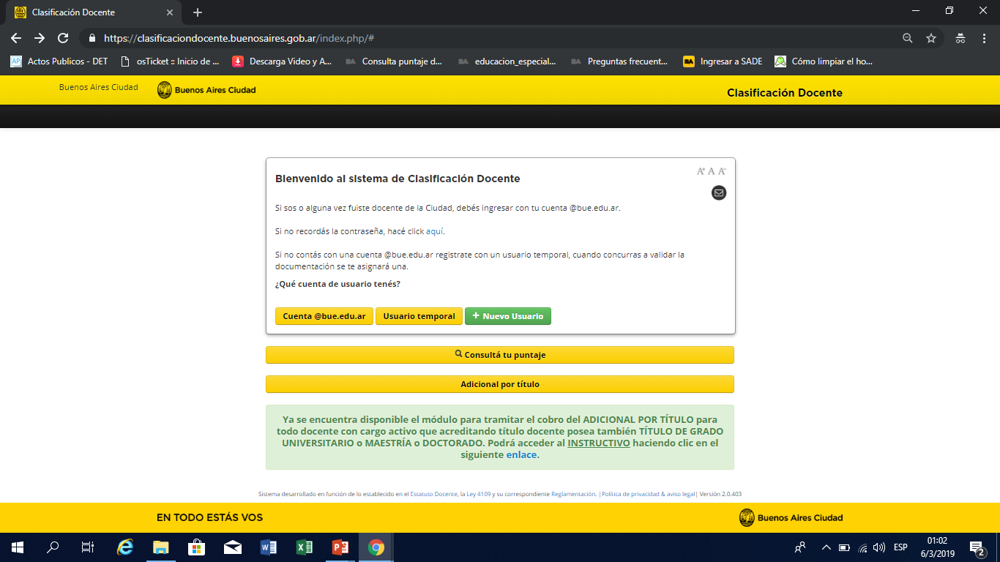 Clasificación Docente
https://clasificaciondocente.buenosaires.gob.ar/index.php/#
Actos Publicos - DET
osTicket :: Inicio de ...
Descarga Video y A...
Consulta puntaje d...
educacion_especial...
Preguntas frecuent...
Ingresar a SADE
Cómo limpiar el ho...
Buenos Aires Ciudad
Buenos Aires Ciudad
Clasificación Docente
A+ A A-
Bienvenido al sistema de Clasificación Docente
Si sos o alguna vez fuiste docente de la Ciudad, debés ingresar con tu cuenta @bue.edu.ar.
Si no recordás la contraseña, hacé click aquí.
Si no contás con una cuenta @bue.edu.ar registrate con un usuario temporal, cuando concurras a validar la
documentación se te asignará una.
¿Qué cuenta de usuario tenés?
Cuenta @bue.edu.ar
Usuario temporal
+ Nuevo Usuario
Consultá tu puntaje
Adicional por título
Ya se encuentra disponible el módulo para tramitar el cobro del ADICIONAL POR TÍTULO para
todo docente con cargo activo que acreditando título docente posea también TÍTULO DE GRADO
UNIVERSITARIO o MAESTRÍA o DOCTORADO. Podrá acceder al INSTRUCTIVO haciendo clic en el
siguiente enlace.
Sistema desarrollado en función de lo establecido en el Estatuto Docente, la Ley 4109 y su correspondiente Reglamentación. |Política de privacidad & aviso legal| Versión 2.0.403
EN TODO ESTÁS VOS
Buenos Aires Ciudad
ESP
01:02
6/3/2019
2